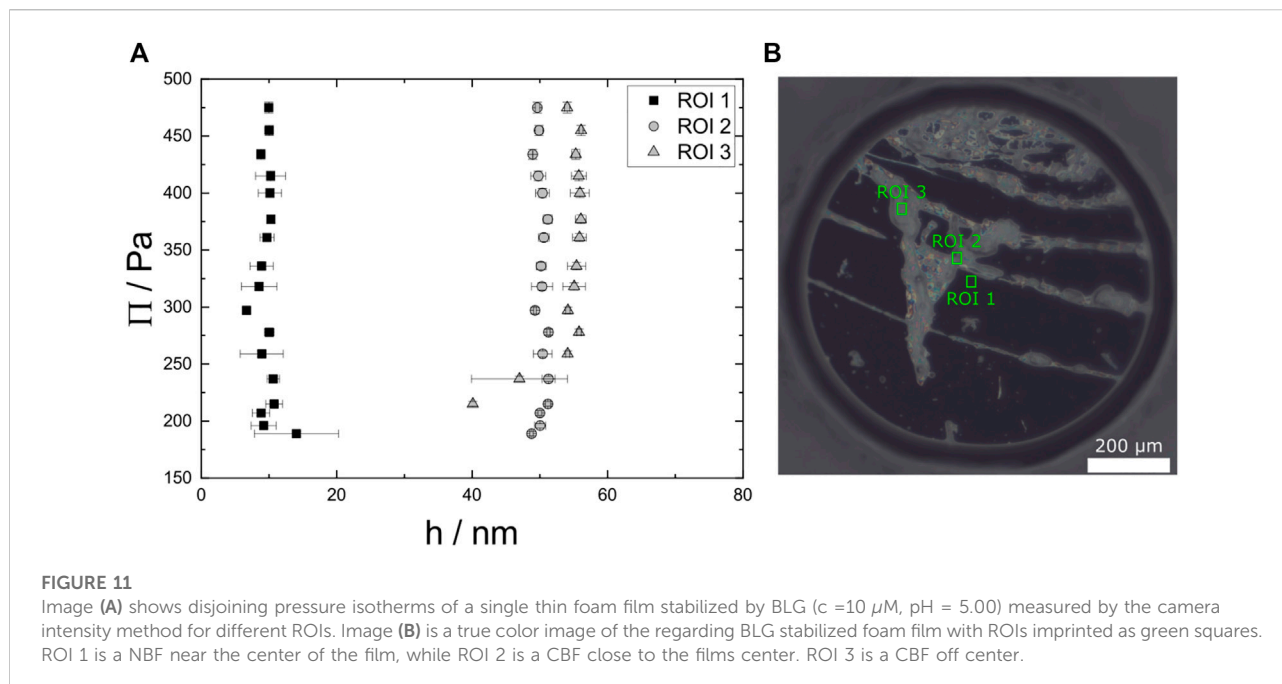 A
B
500
450
400
350
300
250
200
150
Π / Pa
0
20
40
60
80
h / nm
ROI 1
ROI 2
ROI 3
ROI 3
ROI 2
ROI 1
200 µm
FIGURE 11
Image (A) shows disjoining pressure isotherms of a single thin foam film stabilized by BLG (c =10 µM, pH = 5.00) measured by the camera
intensity method for different ROIs. Image (B) is a true color image of the regarding BLG stabilized foam film with ROIs imprinted as green squares.
ROI 1 is a NBF near the center of the film, while ROI 2 is a CBF close to the films center. ROI 3 is a CBF off center.